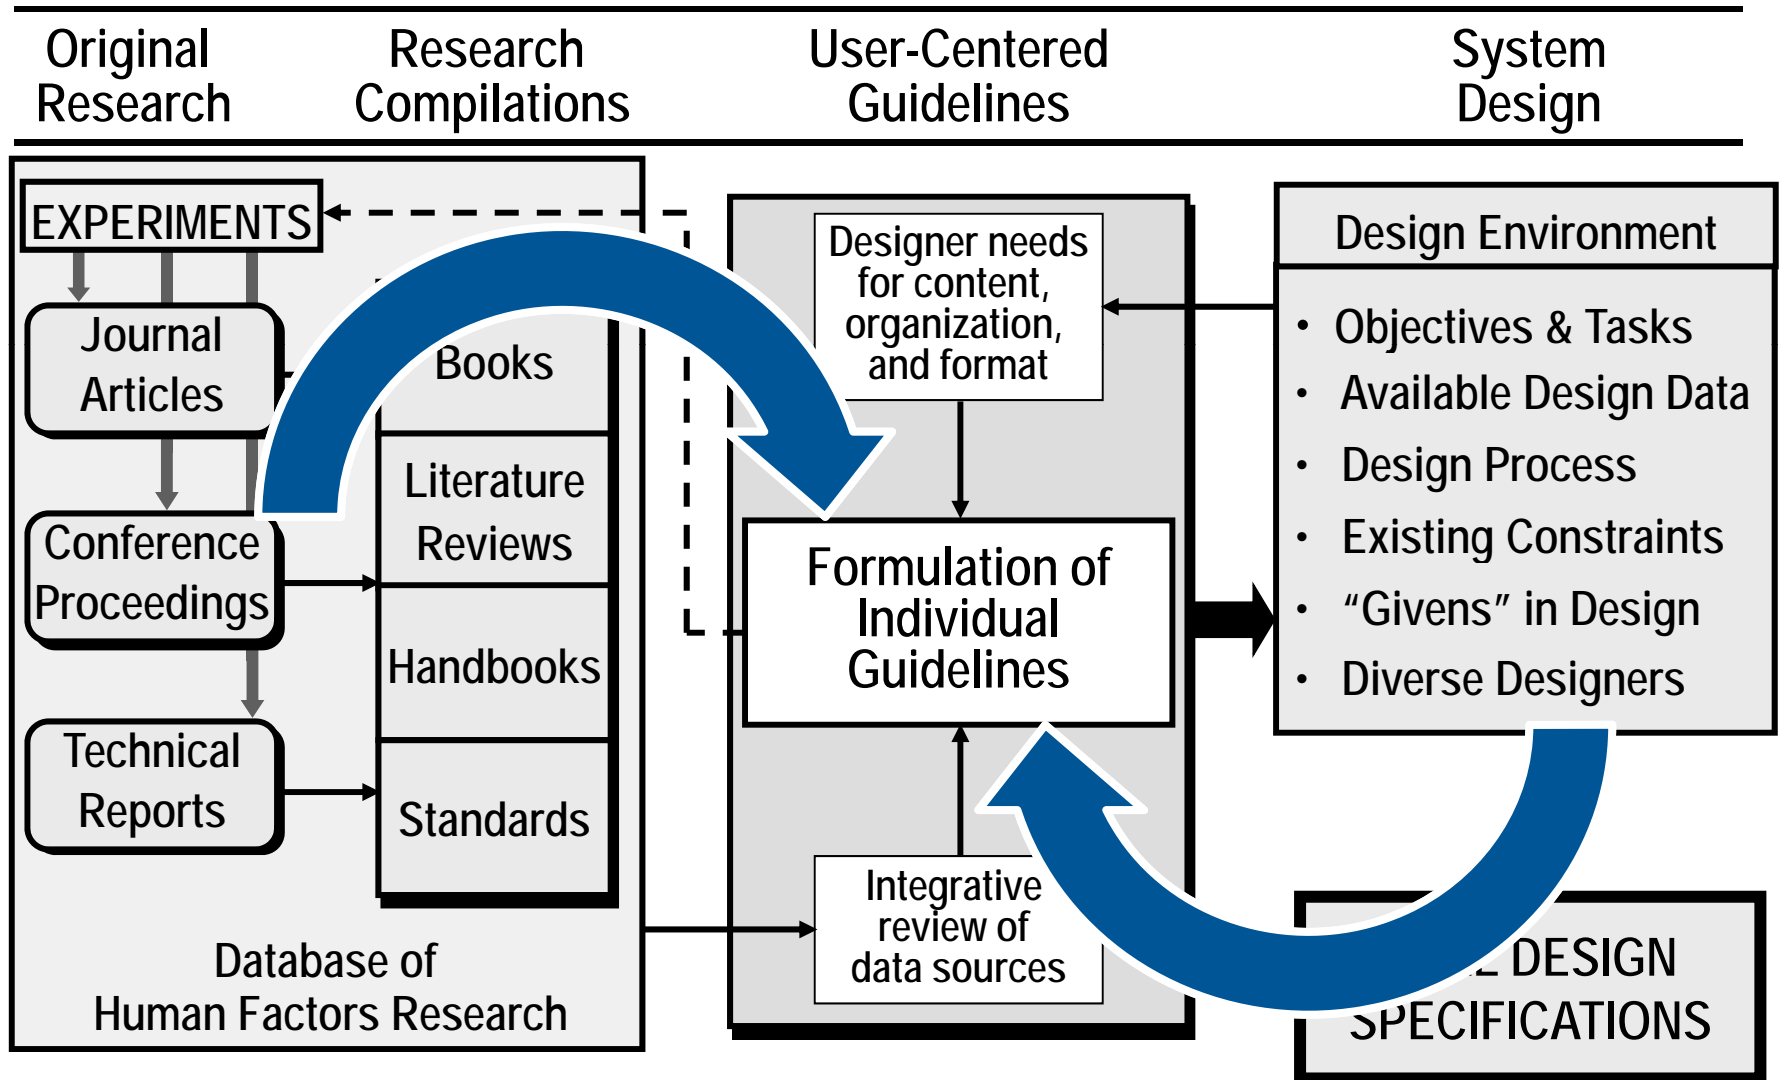 Original
Research
Research
Compilations
User-Centered
Guidelines
System
Design
EXPERIMENTS
Journal
Articles
Conference
Proceedings
Technical
Reports
Books
Literature
Reviews
Handbooks
Standards
Database of
Human Factors Research
Designer needs
for content,
organization,
and format
Formulation of
Individual
Guidelines
Integrative
review of
data sources
Design Environment
· Objectives & Tasks
· Available Design Data
· Design Process
· Existing Constraints
· “Givens” in Design
· Diverse Designers
DESIGN
SPECIFICATIONS